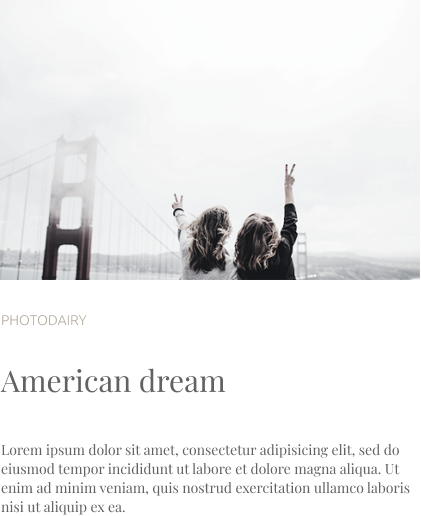 PHOTODAIRY
American dream
Lorem ipsum dolor sit amet, consectetur adipisicing elit, sed do
eiusmod tempor incididunt ut labore et dolore magna aliqua. Ut
enim ad minim veniam, quis nostrud exercitation ullamco laboris
nisi ut aliquip ex ea.